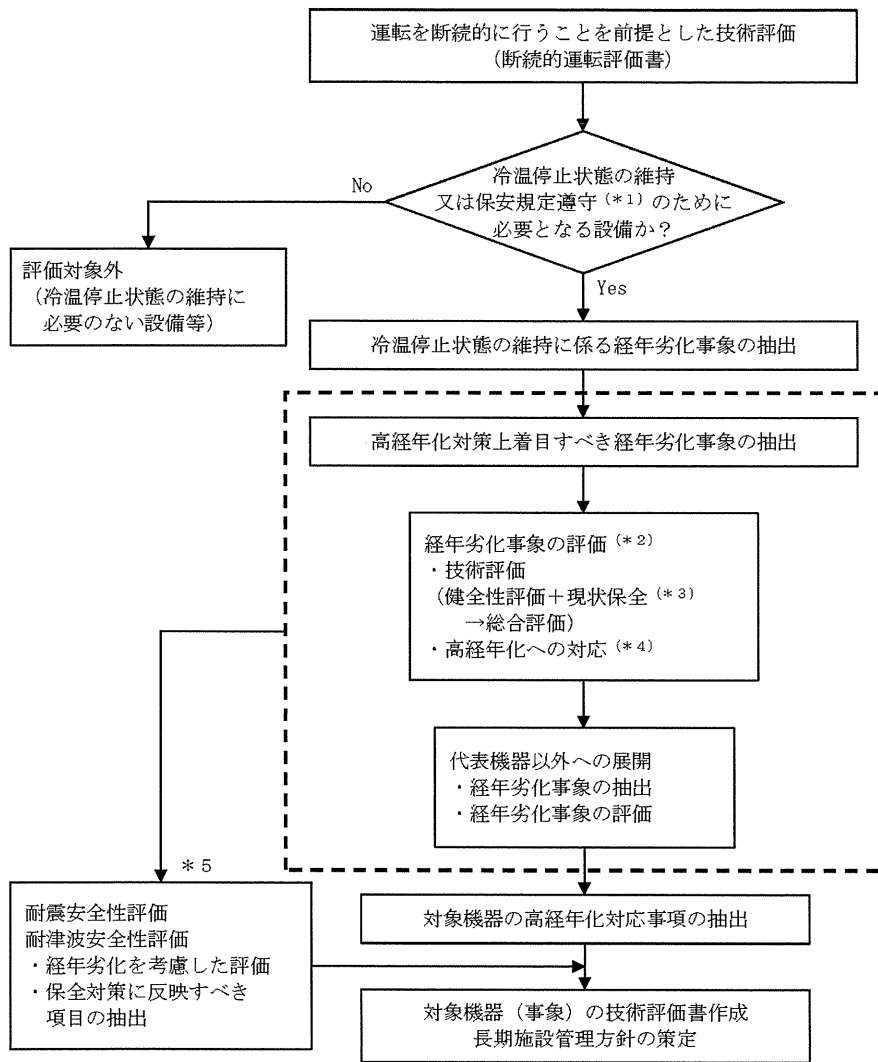 運転を断続的に行うことを前提とした技術評価
(断続的運転評価書)
冷温停止状態の維持
又は保安規定遵守(＊1)のために
必要となる設備か？
No
Yes
評価対象外
（冷温停止状態の維持に
必要のない設備等）
冷温停止状態の維持に係る経年劣化事象の抽出
高経年化対策上着目すべき経年劣化事象の抽出
経年劣化事象の評価(＊2)
・技術評価
（健全性評価＋現状保全(＊3)
→総合評価）
・高経年化への対応(＊4)
代表機器以外への展開
・経年劣化事象の抽出
・経年劣化事象の評価
＊5
耐震安全性評価
耐津波安全性評価
・経年劣化を考慮した評価
・保全対策に反映すべき
項目の抽出
対象機器の高経年化対応事項の抽出
対象機器（事象）の技術評価書作成
長期施設管理方針の策定